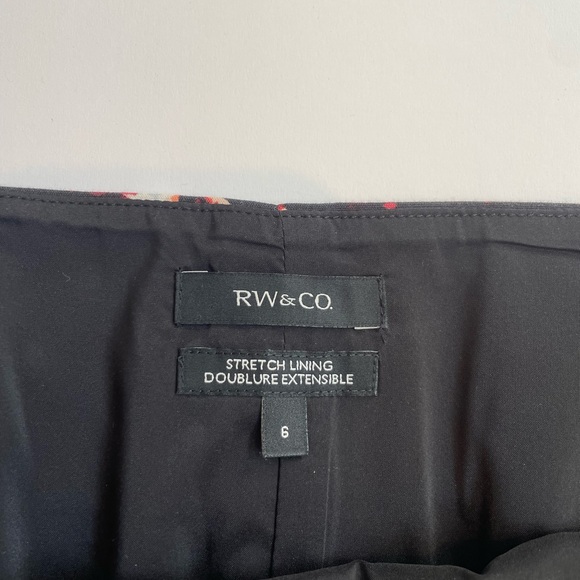 RW&CO.
STRETCH LINING
DOUBLURE EXTENSIBLE
6